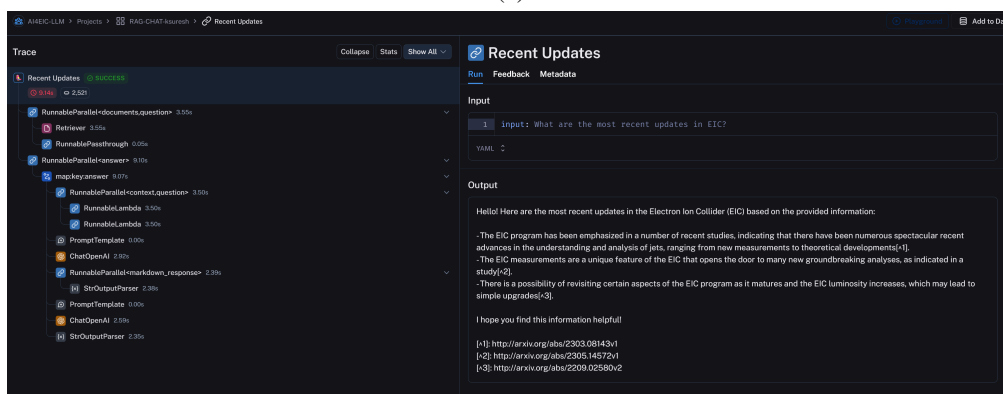 AI4EIC-LLM > Projects > RAG-CHAT-ksuresh > Recent Updates
Playground
Add to Da
Trace
Collapse Stats Show All
Recent Updates SUCCESS
9.14s 2,521
RunnableParallel<documents,question> 3.55s
Retriever 3.55s
RunnablePassthrough 0.05s
RunnableParallel<answer> 9.10s
map:key:answer 9.07s
RunnableParallel<context,question> 3.50s
RunnableLambda 3.50s
RunnableLambda 3.50s
PromptTemplate 0.00s
ChatOpenAI 2.92s
RunnableParallel<markdown_response> 2.39s
StrOutputParser 2.38s
PromptTemplate 0.00s
ChatOpenAI 2.59s
StrOutputParser 2.35s
Recent Updates
Run Feedback Metadata
Input
1 input: What are the most recent updates in EIC?
YAML
Output
Hello! Here are the most recent updates in the Electron Ion Collider (EIC) based on the provided information:
- The EIC program has been emphasized in a number of recent studies, indicating that there have been numerous spectacular recent
advances in the understanding and analysis of jets, ranging from new measurements to theoretical developments[^1].
- The EIC measurements are a unique feature of the EIC that opens the door to many new groundbreaking analyses, as indicated in a
study[^2].
- There is a possibility of revisiting certain aspects of the EIC program as it matures and the EIC luminosity increases, which may lead to
simple upgrades[^3].
I hope you find this information helpful!
[^1]: http://arxiv.org/abs/2303.08143v1
[^2]: http://arxiv.org/abs/2305.14572v1
[^3]: http://arxiv.org/abs/2209.02580v2